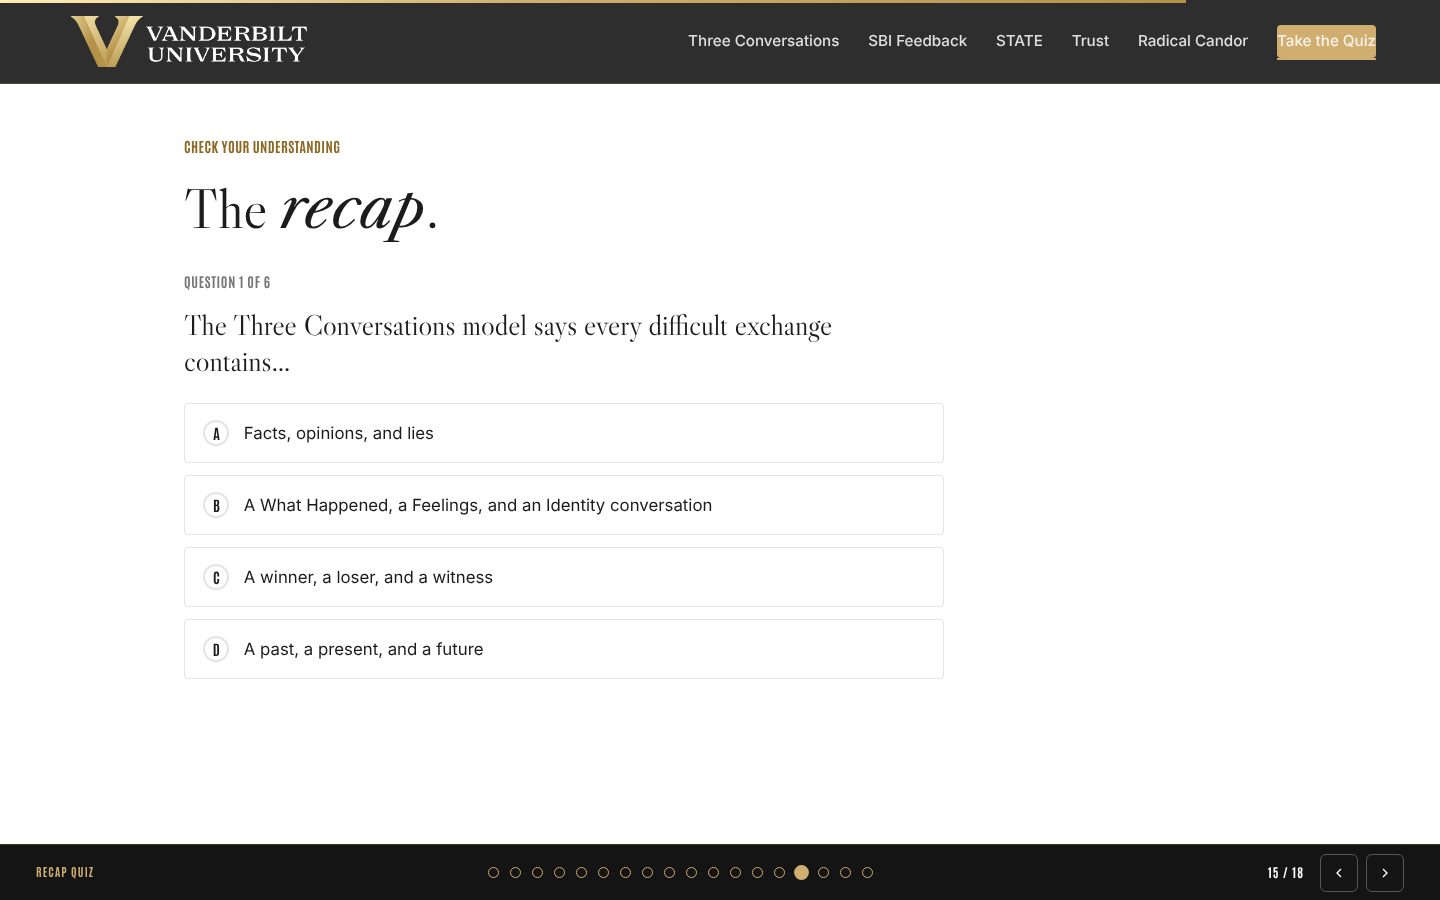 VANDERBILT
UNIVERSITY
Three Conversations
SBI Feedback
STATE
Trust
Radical Candor
Take the Quiz
CHECK YOUR UNDERSTANDING
The recap.
QUESTION 1 OF 6
The Three Conversations model says every difficult exchange
contains...
A Facts, opinions, and lies
B A What Happened, a Feelings, and an Identity conversation
C A winner, a loser, and a witness
D A past, a present, and a future
RECAP QUIZ
15 / 18